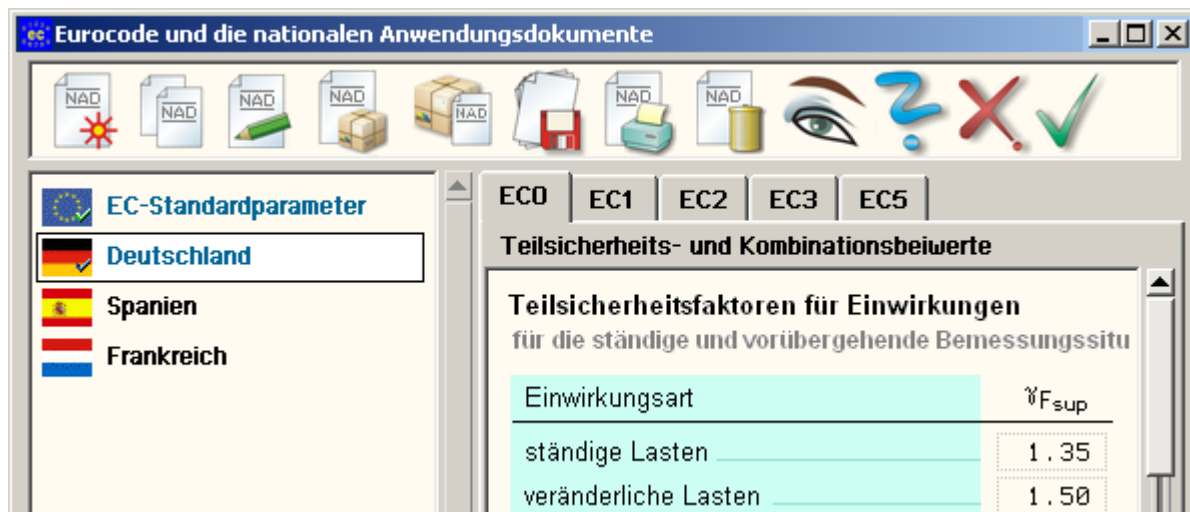 ec Eurocode und die nationalen Anwendungsdokumente
NAD NAD NAD NAD NAD NAD NAD
EC-Standardparameter
Deutschland
Spanien
Frankreich
EC0 EC1 EC2 EC3 EC5
Teilsicherheits- und Kombinationsbeiwerte
Teilsicherheitsfaktoren für Einwirkungen
für die ständige und vorübergehende Bemessungssitu
Einwirkungsart γFsup
ständige Lasten 1.35
veränderliche Lasten 1.50